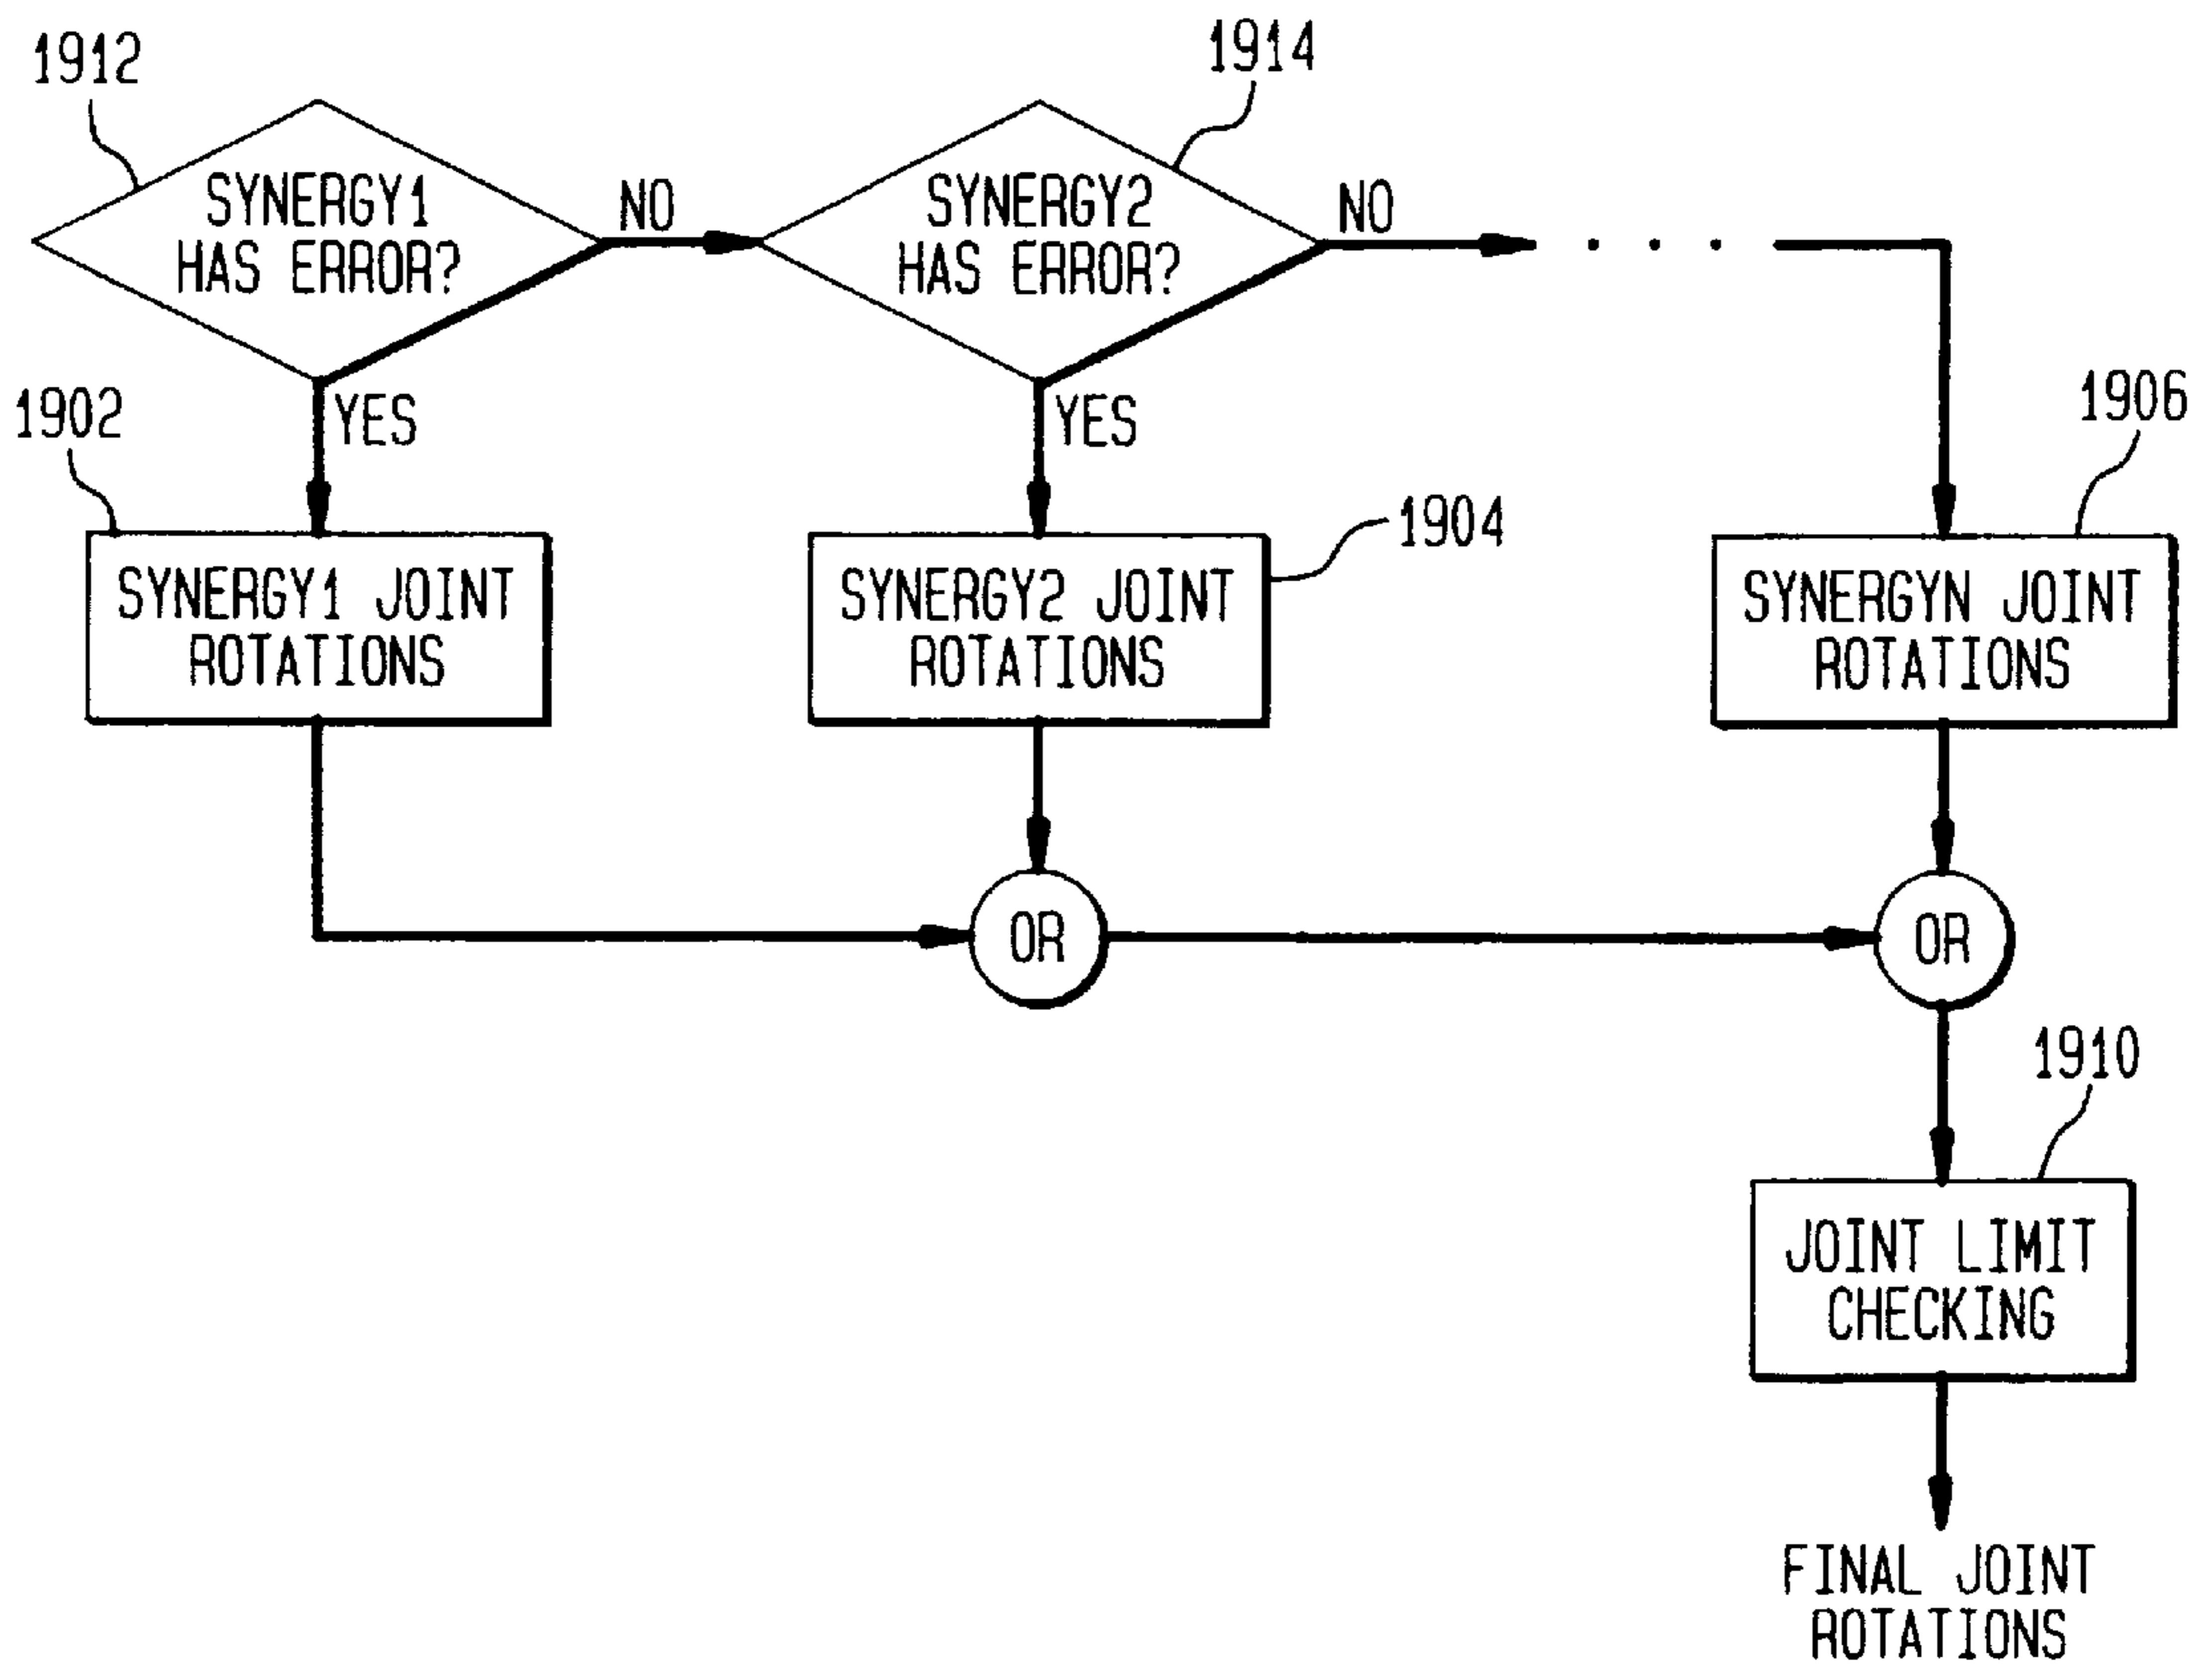 1912
1914
SYNERGY1
HAS ERROR?
NO
SYNERGY2
HAS ERROR?
NO
. . .
1902
YES
YES
1906
1904
SYNERGY1 JOINT
ROTATIONS
SYNERGY2 JOINT
ROTATIONS
SYNERGYN JOINT
ROTATIONS
OR
OR
1910
JOINT LIMIT
CHECKING
FINAL JOINT
ROTATIONS